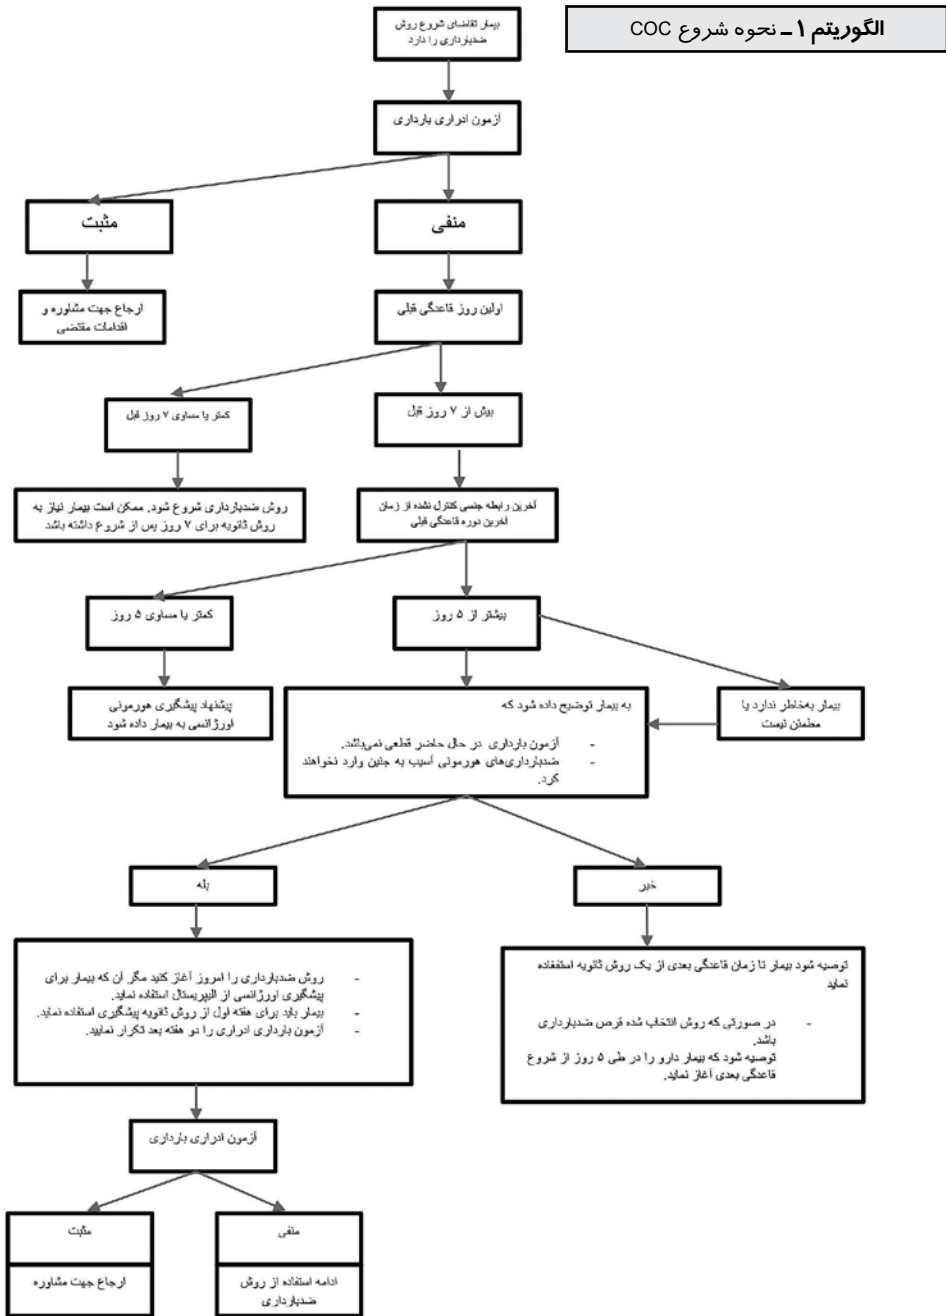 الگوریتم ۱ـ نحوه شروع COC
بیمار تقاضای شروع روش
ضدبارداری را دارد
آزمون ادراری بارداری
مثبت
منفی
ارجاع جهت مشاوره و
اقدامات مقتضی
اولین روز قاعدگی قبلی
کمتر یا مساوی ۷ روز قبل
بیش از ۷ روز قبل
روش ضدبارداری شروع شود. ممکن است بیمار نیاز به
روش ثانویه برای ۷ روز پس از شروع داشته باشد
آخرین رابطه جنسی کنترل نشده از زمان
آخرین دوره قاعدگی قبلی
کمتر یا مساوی ۵ روز
بیشتر از ۵ روز
پیشنهاد پیشگیری هورمونی
اورژانسی به بیمار داده شود
به بیمار توضیح داده شود که
- آزمون بارداری در حال حاضر قطعی نمی‌باشد.
- ضدبارداری‌های هورمونی آسیب به جنین وارد نخواهند
کرد.
بیمار به‌خاطر ندارد یا
مطمئن نیست
بله
خیر
- روش ضدبارداری را امروز آغاز کنید مگر آن که بیمار برای
پیشگیری اورژانسی از الیپریستال استفاده نماید.
- بیمار باید برای هفته اول از روش ثانویه پیشگیری استفاده نماید.
- آزمون بارداری ادراری را دو هفته بعد تکرار نمایید.
توصیه شود بیمار تا زمان قاعدگی بعدی از یک روش ثانویه استفقاده
نماید
- در صورتی که روش انتخاب شده قرص ضدبارداری
باشد.
توصیه شود که بیمار دارو را در طی ۵ روز از شروع
قاعدگی بعدی آغاز نماید.
آزمون ادراری بارداری
مثبت
منفی
ارجاع جهت مشاوره
ادامه استفاده از روش
ضدبارداری